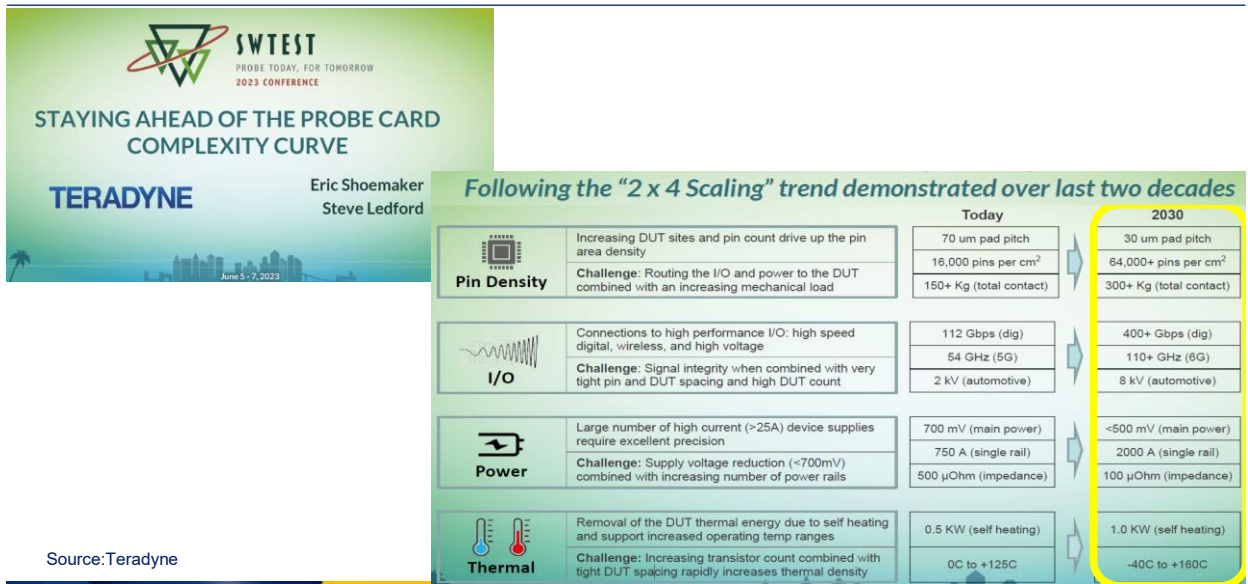 SWTEST
PROBE TODAY, FOR TOMORROW
2023 CONFERENCE
STAYING AHEAD OF THE PROBE CARD
COMPLEXITY CURVE
TERADYNE
Eric Shoemaker
Steve Ledford
June 5 - 7, 2023
Following the “2 x 4 Scaling” trend demonstrated over last two decades
Today
2030
Pin Density
Increasing DUT sites and pin count drive up the pin
area density
Challenge: Routing the I/O and power to the DUT
combined with an increasing mechanical load
70 um pad pitch
16,000 pins per cm²
150+ Kg (total contact)
30 um pad pitch
64,000+ pins per cm²
300+ Kg (total contact)
I/O
Connections to high performance I/O: high speed
digital, wireless, and high voltage
Challenge: Signal integrity when combined with very
tight pin and DUT spacing and high DUT count
112 Gbps (dig)
54 GHz (5G)
2 kV (automotive)
400+ Gbps (dig)
110+ GHz (6G)
8 kV (automotive)
Power
Large number of high current (>25A) device supplies
require excellent precision
Challenge: Supply voltage reduction (<700mV)
combined with increasing number of power rails
700 mV (main power)
750 A (single rail)
500 µOhm (impedance)
<500 mV (main power)
2000 A (single rail)
100 µOhm (impedance)
Thermal
Removal of the DUT thermal energy due to self heating
and support increased operating temp ranges
Challenge: Increasing transistor count combined with
tight DUT spacing rapidly increases thermal density
0.5 KW (self heating)
0C to +125C
1.0 KW (self heating)
-40C to +160C
Source:Teradyne